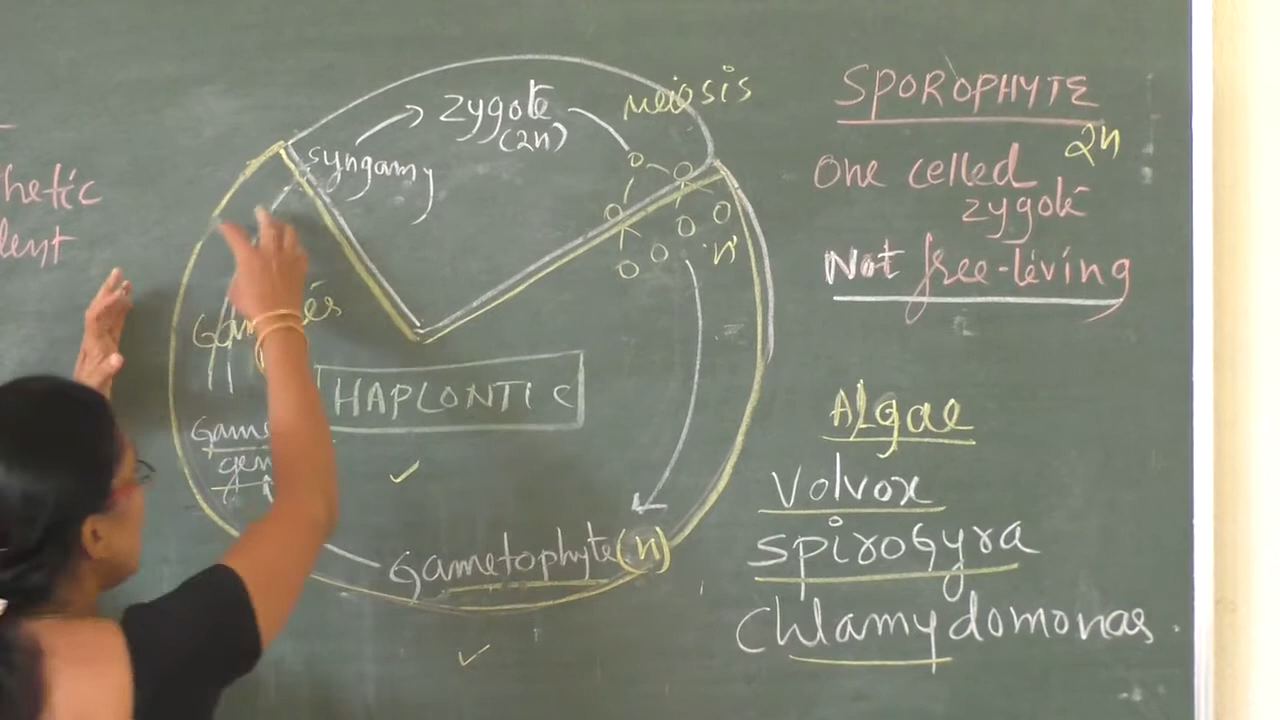 hetic
dent
syngamy
zygote
(2n)
meiosis
n
HAPLONTIC
Gametophyte (n)
SPOROPHYTE
2n
One celled
zygote
Not free-living
Algae
Volvox
Spirogyra
Chlamydomonas